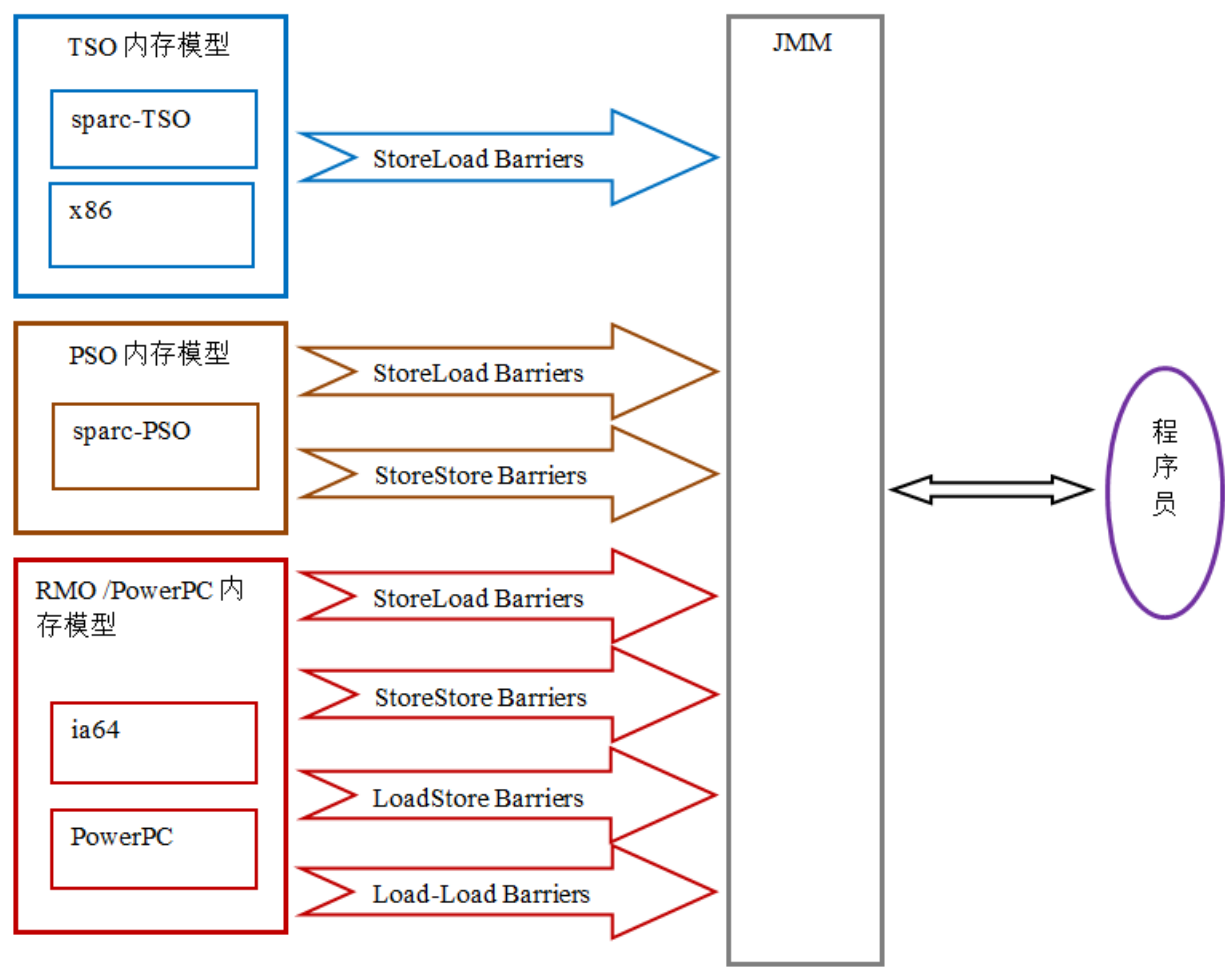 TSO 内存模型
sparc-TSO
x86
StoreLoad Barriers
PSO 内存模型
sparc-PSO
StoreLoad Barriers
StoreStore Barriers
RMO /PowerPC 内
存模型
ia64
PowerPC
StoreLoad Barriers
StoreStore Barriers
LoadStore Barriers
Load-Load Barriers
JMM
程
序
员